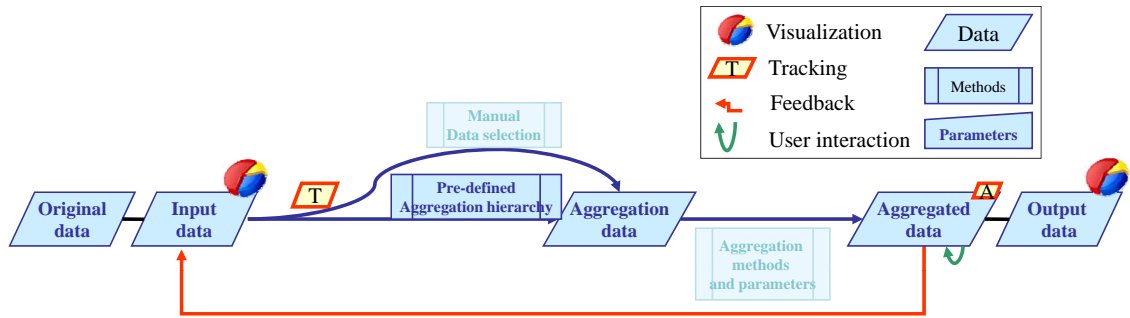 Visualization
Data
T
Tracking
Methods
Feedback
Parameters
User interaction
Manual
Data selection
T
Pre-defined
Aggregation hierarchy
Original
data
Input
data
Aggregation
data
Aggregation
methods
and parameters
A
Aggregated
data
Output
data